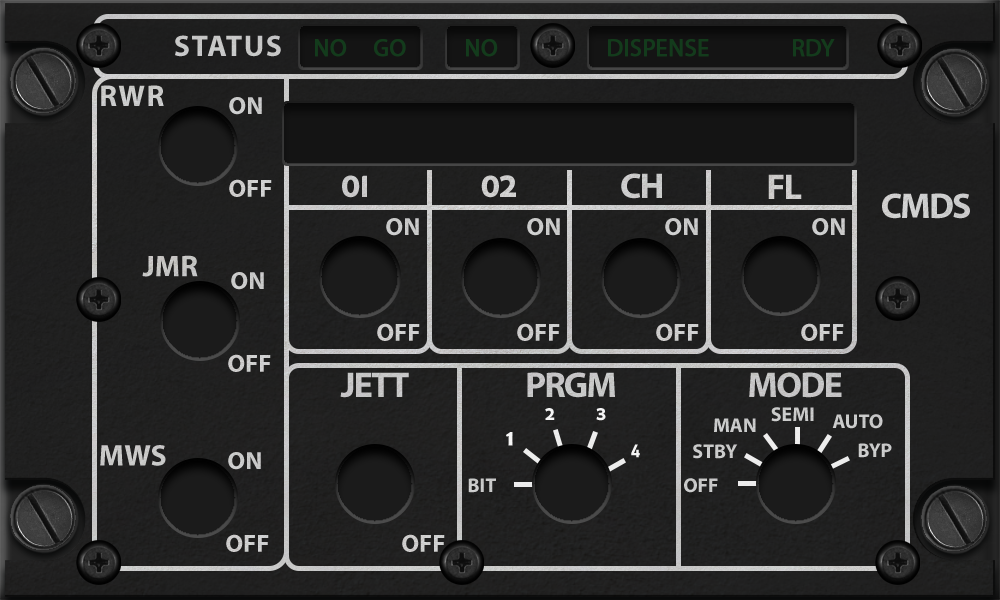 STATUS NO GO NO DISPENSE RDY
RWR ON
OFF
01 02 CH FL
CMDS
ON ON ON ON
JMR ON
OFF OFF OFF OFF
OFF
JETT PRGM MODE
1 2 3 4
BIT
OFF STBY MAN SEMI AUTO BYP
MWS ON
OFF OFF